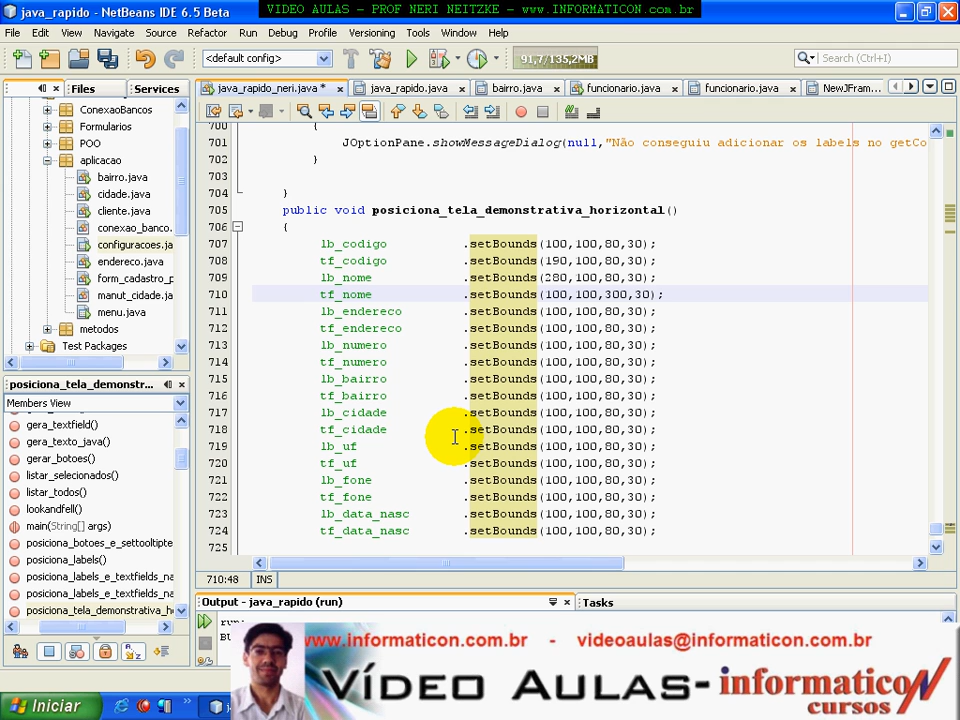 java_rapido - NetBeans IDE 6.5 Beta
VIDEO AULAS - PROF NERI NEITZKE - www.INFORMATICON.com.br
File Edit View Navigate Source Refactor Run Debug Profile Versioning Tools Window Help
<default config>
91,7/135,2MB
Search (Ctrl+I)
Files
Services
java_rapido_neri.java *
java_rapido.java
bairro.java
funcionario.java
funcionario.java
NewJFram...
ConexaoBancos
Formularios
POO
aplicacao
bairro.java
cidade.java
cliente.java
conexao_banco.
configuracoes.ja
endereco.java
form_cadastro_p
manut_cidade.ja
menu.java
metodos
Test Packages
posiciona_tela_demonstr...
Members View
gera_textfield()
gera_texto_java()
gerar_botoes()
listar_selecionados()
listar_todos()
lookandfell()
main(String[] args)
posiciona_botoes_e_settooltipte
posiciona_labels()
posiciona_labels_e_textfields_na
posiciona_labels_e_textfields_na
posiciona_tela_demonstrativa_h
700 {
701 JOptionPane.showMessageDialog(null,"Não conseguiu adicionar os labels no getCo
702 }
703
704 }
705 public void posiciona_tela_demonstrativa_horizontal()
706 {
707 lb_codigo .setBounds(100,100,80,30);
708 tf_codigo .setBounds(190,100,80,30);
709 lb_nome .setBounds(280,100,80,30);
710 tf_nome .setBounds(100,100,300,30);
711 lb_endereco .setBounds(100,100,80,30);
712 tf_endereco .setBounds(100,100,80,30);
713 lb_numero .setBounds(100,100,80,30);
714 tf_numero .setBounds(100,100,80,30);
715 lb_bairro .setBounds(100,100,80,30);
716 tf_bairro .setBounds(100,100,80,30);
717 lb_cidade .setBounds(100,100,80,30);
718 tf_cidade .setBounds(100,100,80,30);
719 lb_uf .setBounds(100,100,80,30);
720 tf_uf .setBounds(100,100,80,30);
721 lb_fone .setBounds(100,100,80,30);
722 tf_fone .setBounds(100,100,80,30);
723 lb_data_nasc .setBounds(100,100,80,30);
724 tf_data_nasc .setBounds(100,100,80,30);
725
710:48 INS
Output - java_rapido (run)
Tasks
run:
BU
www.informaticon.com.br - videoaulas@informaticon.com.br
VÍDEO AULAS- informaticoN
cursos
Iniciar